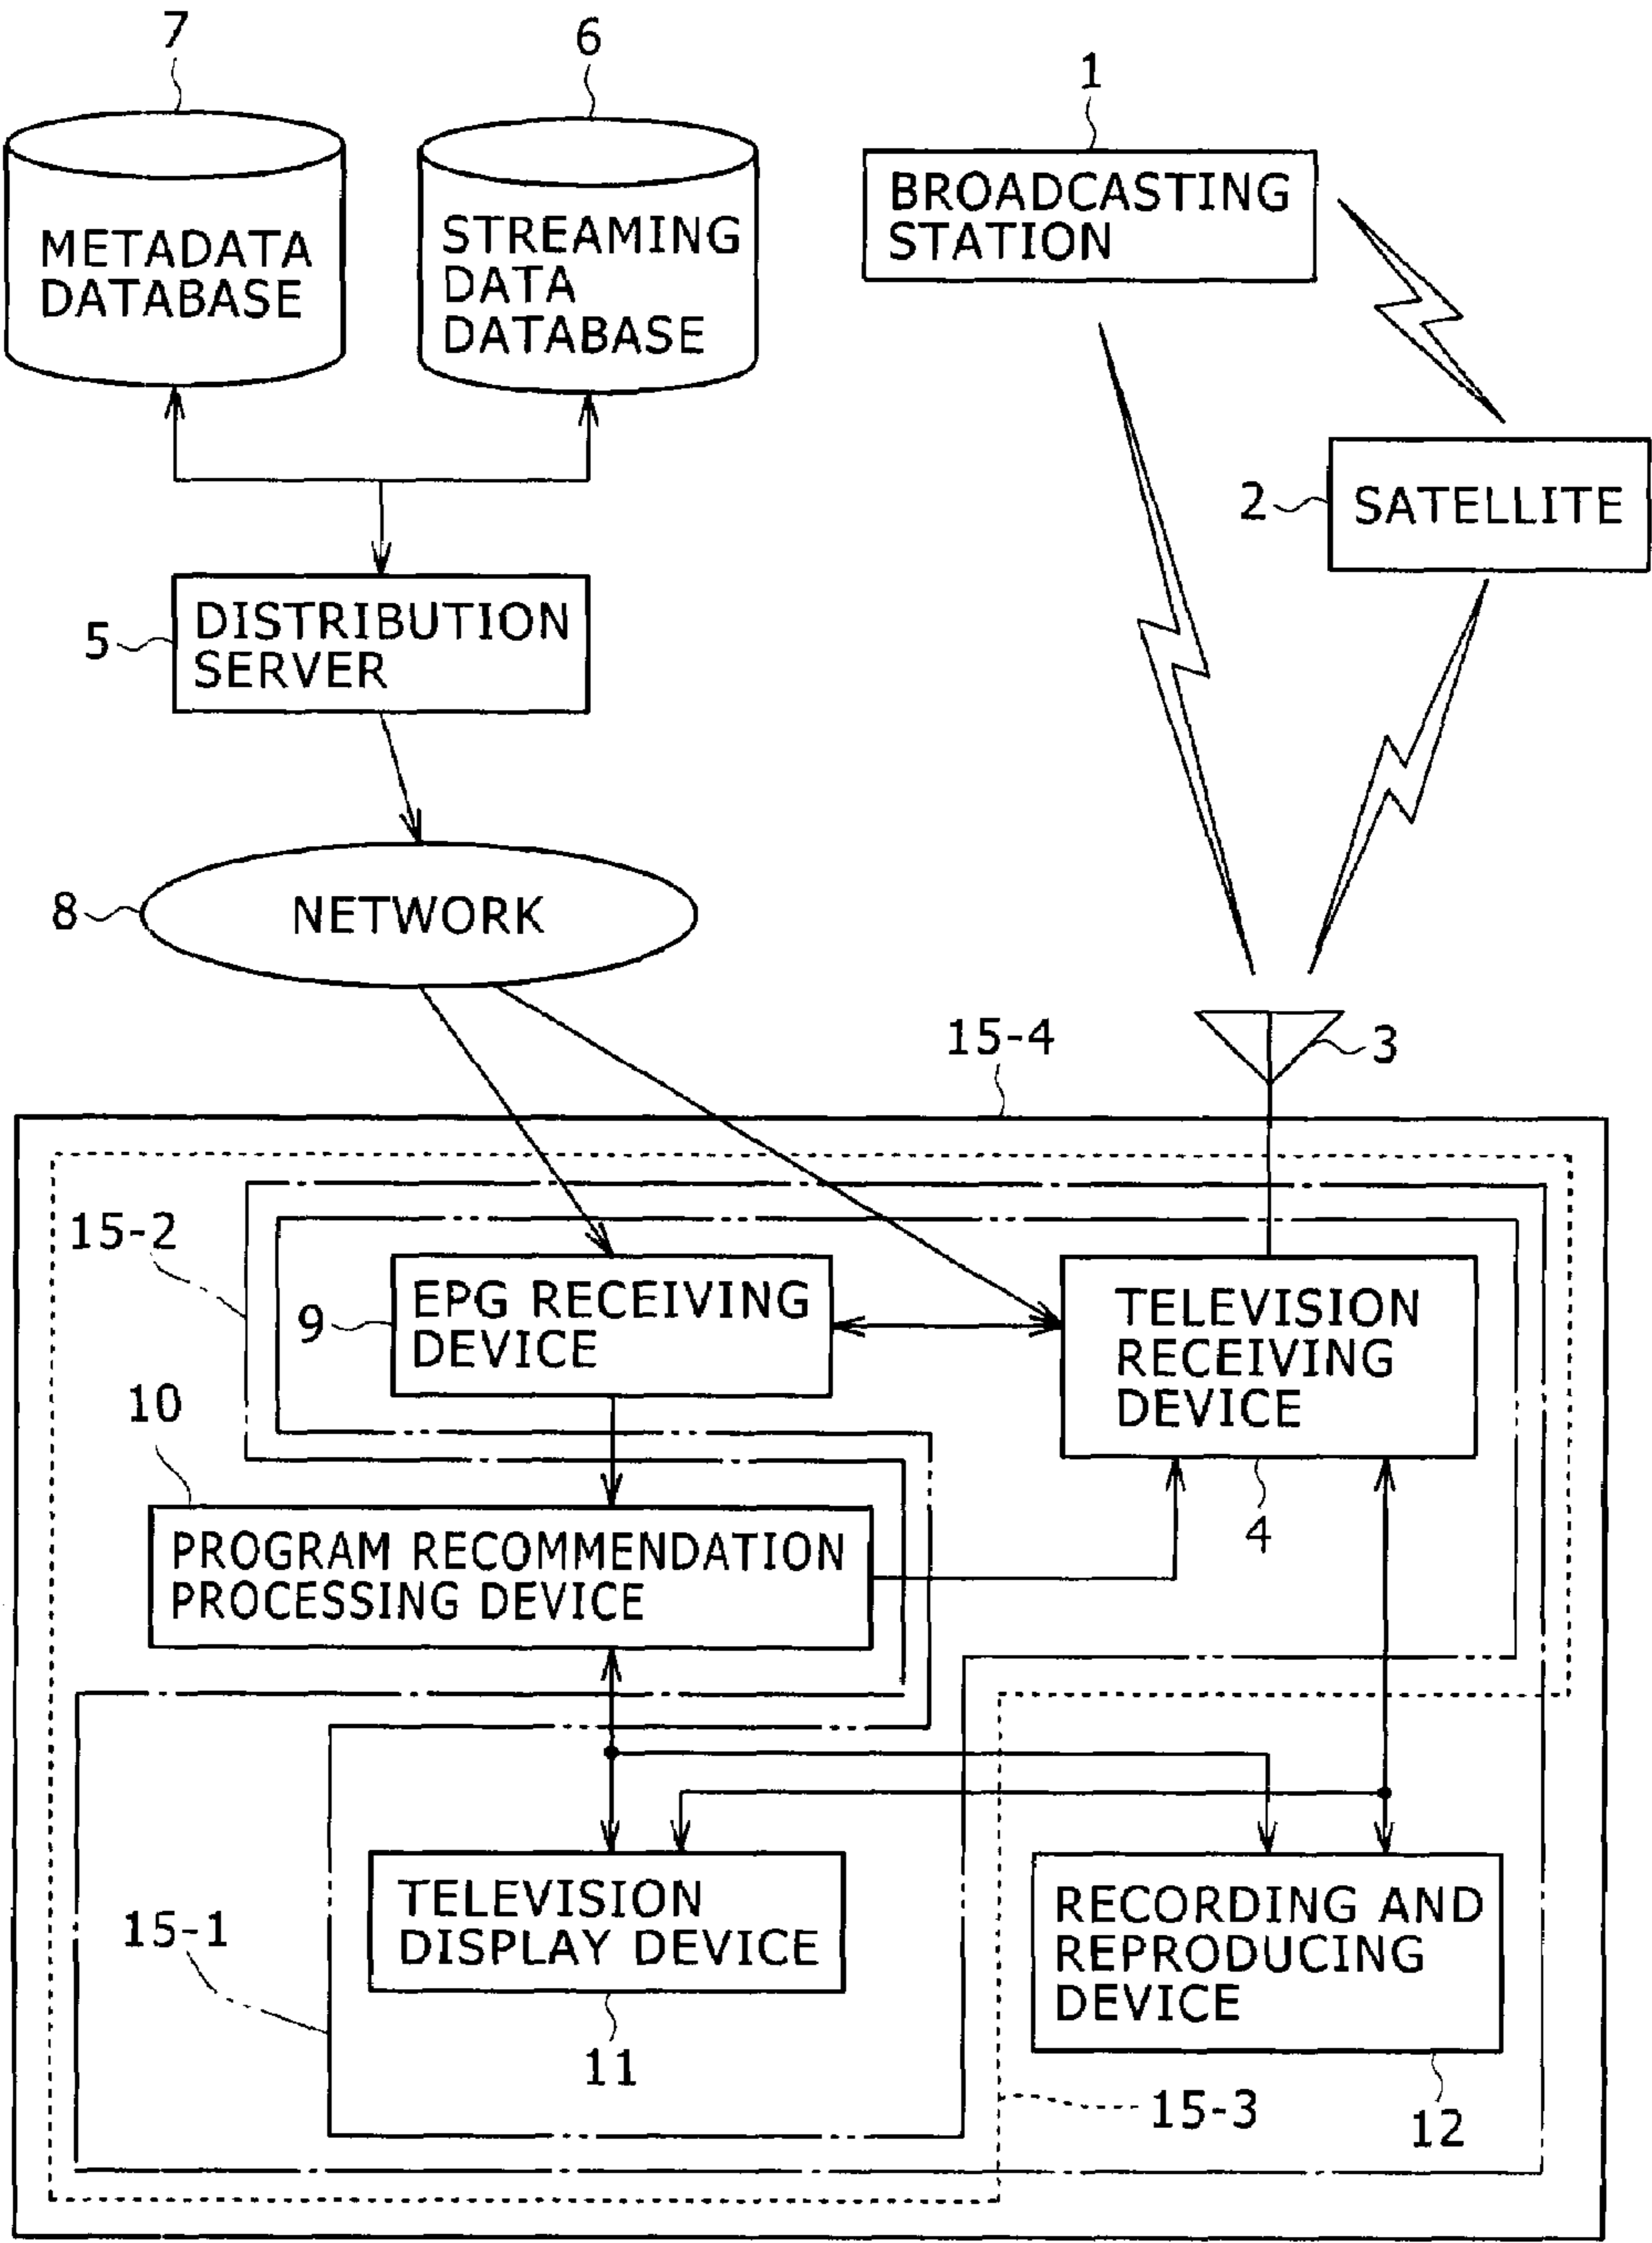 7
6
1
METADATA
DATABASE
STREAMING
DATA
DATABASE
BROADCASTING
STATION
2
SATELLITE
5
DISTRIBUTION
SERVER
8
NETWORK
15-4
3
15-2
9
EPG RECEIVING
DEVICE
TELEVISION
RECEIVING
DEVICE
4
10
PROGRAM RECOMMENDATION
PROCESSING DEVICE
15-1
TELEVISION
DISPLAY DEVICE
11
RECORDING AND
REPRODUCING
DEVICE
15-3
12